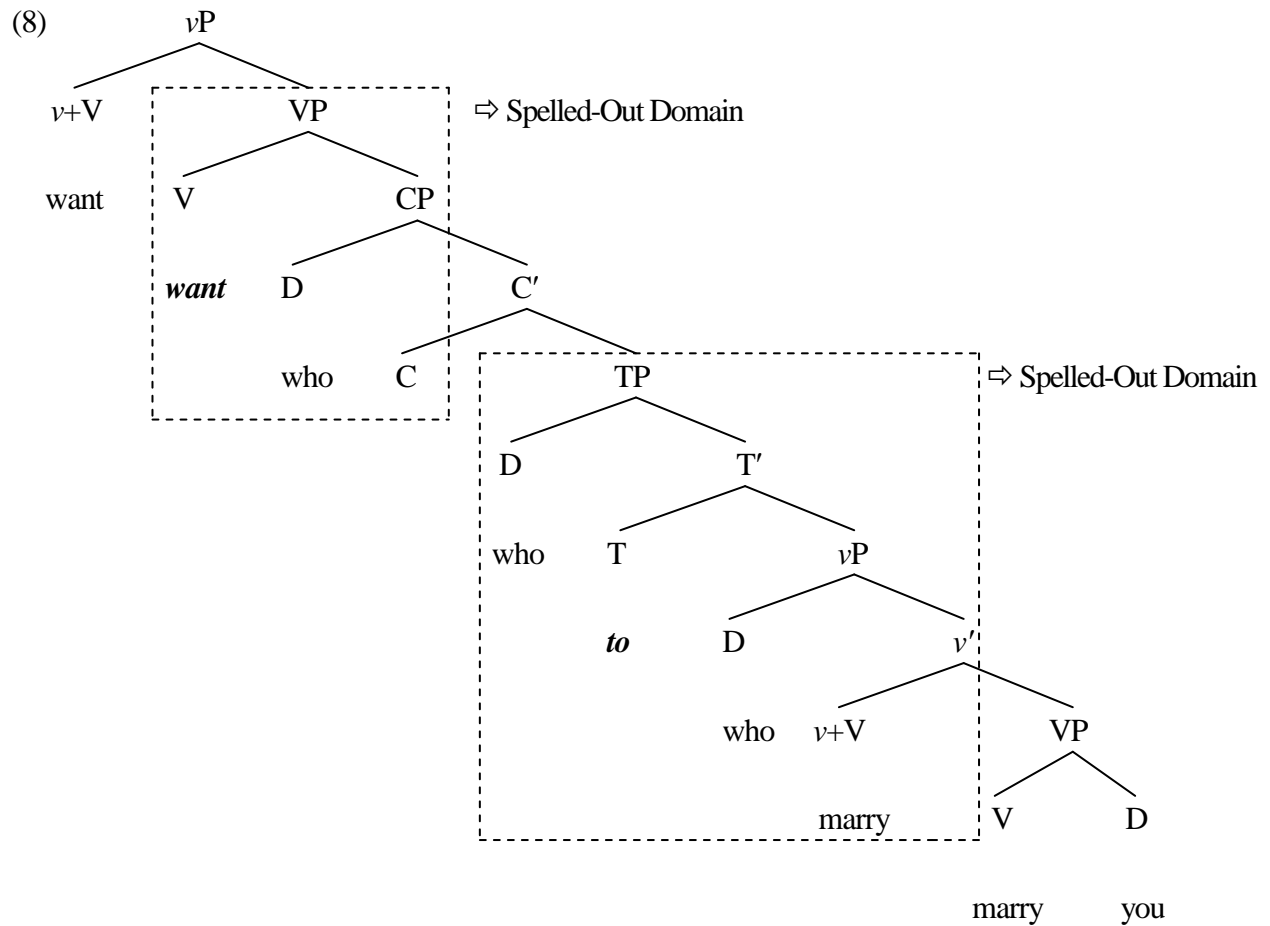 (8) vP
v+V VP ⇨ Spelled-Out Domain
want V CP
want D C′
who C TP ⇨ Spelled-Out Domain
D T′
who T vP
to D v′
who v+V VP
marry V D
marry you